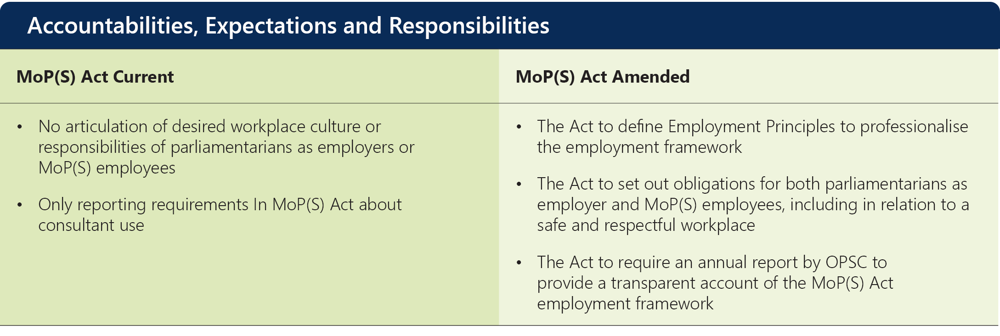 Accountabilities, Expectations and Responsibilities
MoP(S) Act Current
• No articulation of desired workplace culture or
responsibilities of parliamentarians as employers or
MoP(S) employees
• Only reporting requirements In MoP(S) Act about
consultant use
MoP(S) Act Amended
• The Act to define Employment Principles to professionalise
the employment framework
• The Act to set out obligations for both parliamentarians as
employer and MoP(S) employees, including in relation to a
safe and respectful workplace
• The Act to require an annual report by OPSC to
provide a transparent account of the MoP(S) Act
employment framework